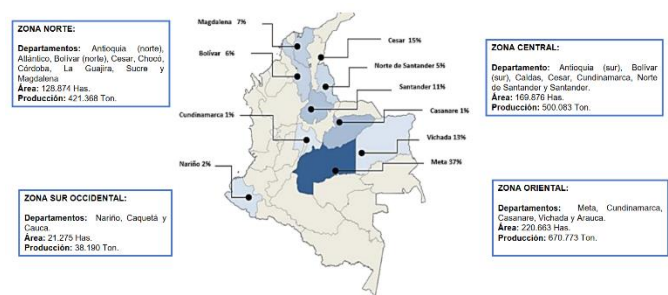 ZONA NORTE:
Departamentos: Antioquia (norte),
Atlántico, Bolívar (norte), Cesar, Chocó,
Córdoba, La Guajira, Sucre y
Magdalena
Área: 128.874 Has.
Producción: 421.368 Ton.
Magdalena 7%
Bolívar 6%
Cundinamarca 1%
Nariño 2%
Cesar 15%
Norte de Santander 5%
Santander 11%
Casanare 1%
Vichada 13%
Meta 37%
ZONA CENTRAL:
Departamento: Antioquia (sur), Bolívar
(sur), Caldas, Cesar, Cundinamarca, Norte
de Santander y Santander.
Área: 169.876 Has.
Producción: 500.083 Ton.
ZONA SUR OCCIDENTAL:
Departamentos: Nariño, Caquetá y
Cauca.
Área: 21.275 Has.
Producción: 38.190 Ton.
ZONA ORIENTAL:
Departamentos: Meta, Cundinamarca,
Casanare, Vichada y Arauca.
Área: 220.663 Has.
Producción: 670.773 Ton.